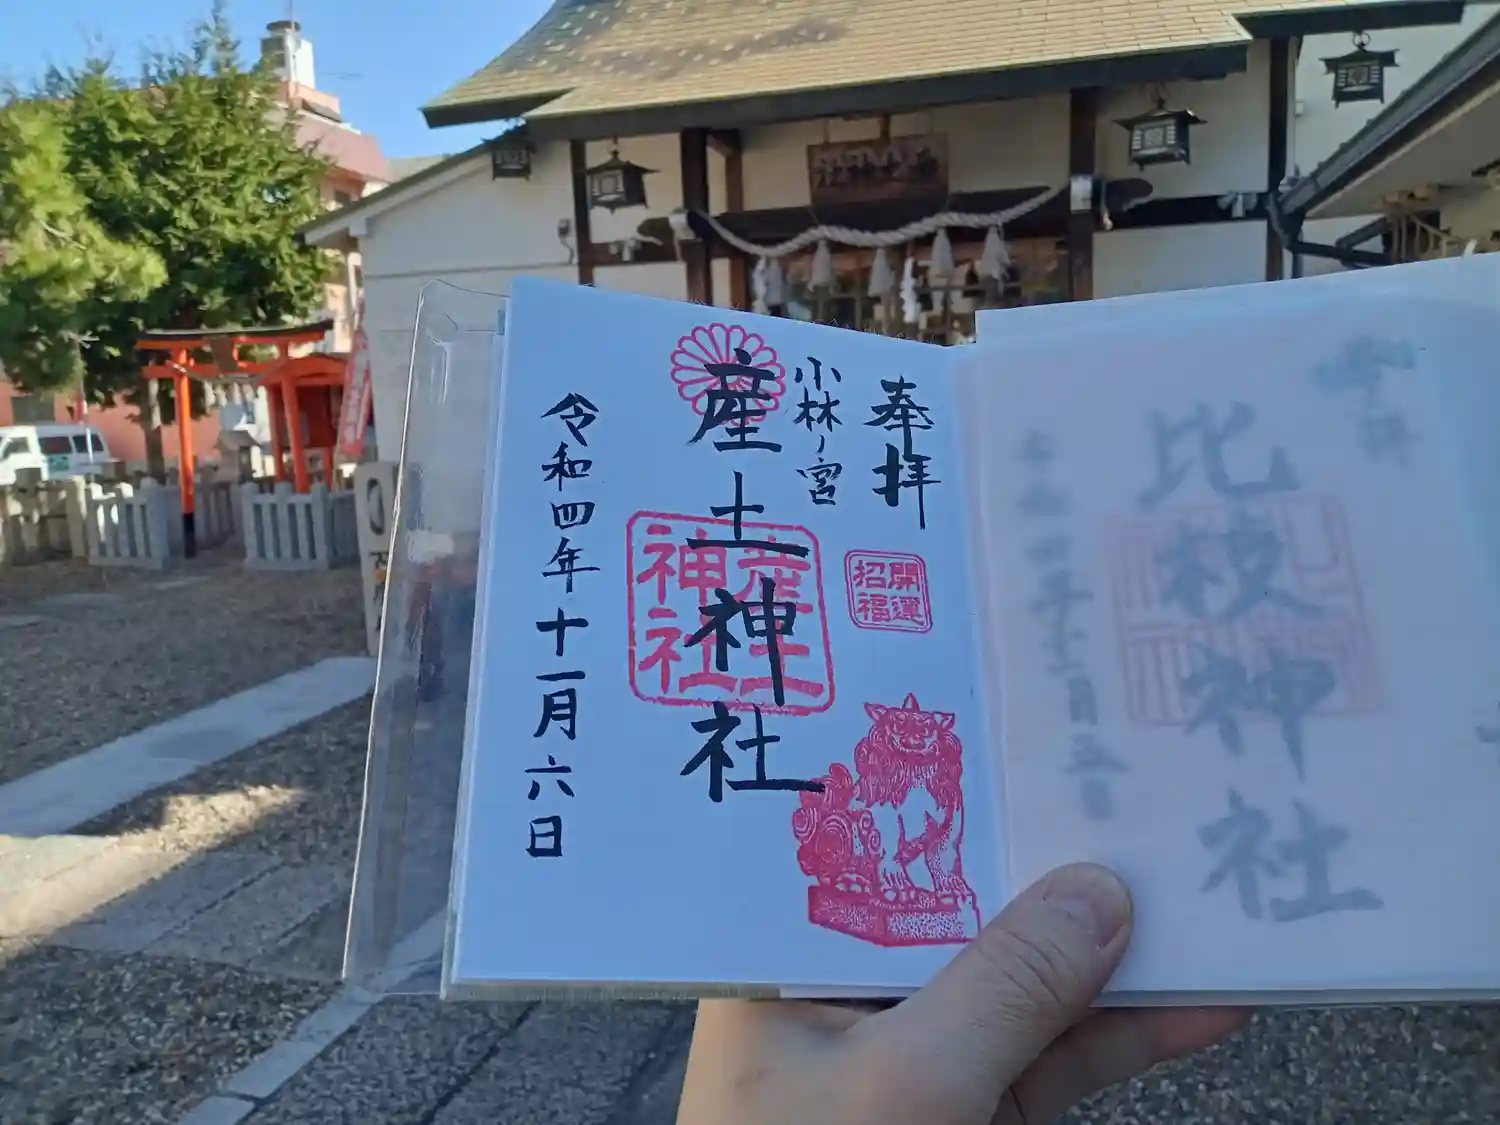 奉拝
小林ノ宮
産土神社
令和四年十一月六日
開運
招福
産土
神社
比枝神社